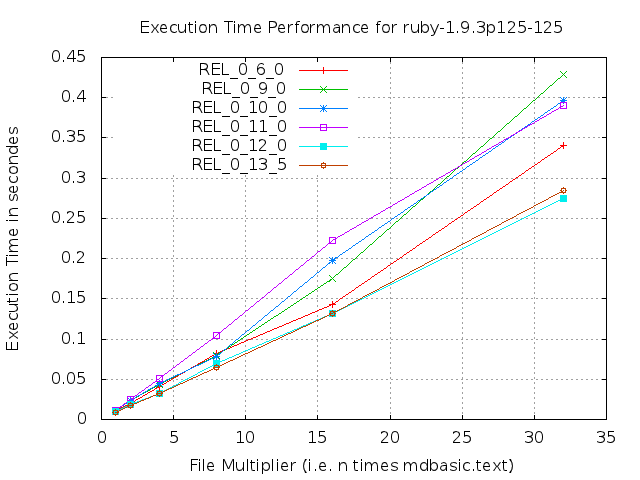 Execution Time Performance for ruby-1.9.3p125-125
Execution Time in secondes
0.45
0.4
0.35
0.3
0.25
0.2
0.15
0.1
0.05
0
REL_0_6_0
REL_0_9_0
REL_0_10_0
REL_0_11_0
REL_0_12_0
REL_0_13_5
0 5 10 15 20 25 30 35
File Multiplier (i.e. n times mdbasic.text)